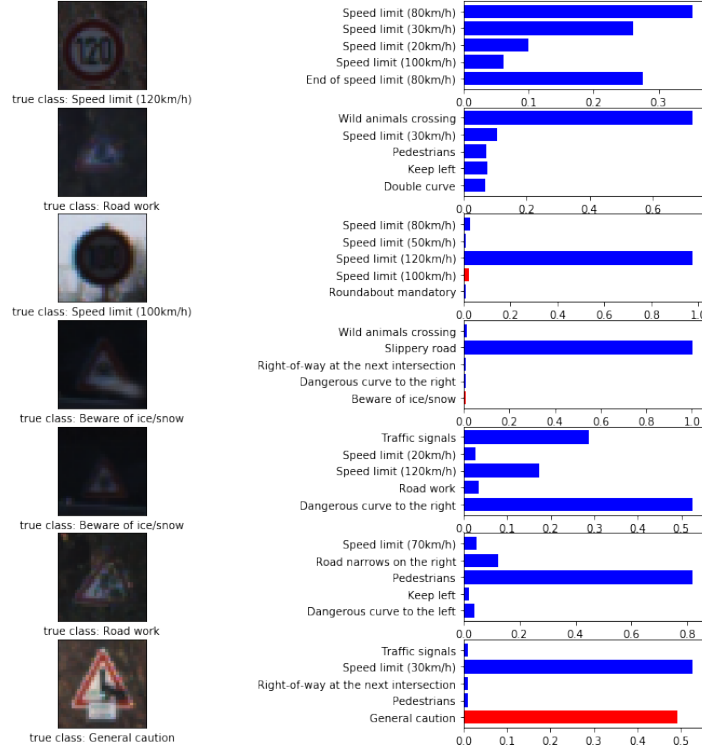 120
true class: Speed limit (120km/h)
Speed limit (80km/h)
Speed limit (30km/h)
Speed limit (20km/h)
Speed limit (100km/h)
End of speed limit (80km/h)
0.0 0.1 0.2 0.3
true class: Road work
Wild animals crossing
Speed limit (30km/h)
Pedestrians
Keep left
Double curve
0.0 0.2 0.4 0.6
true class: Speed limit (100km/h)
Speed limit (80km/h)
Speed limit (50km/h)
Speed limit (120km/h)
Speed limit (100km/h)
Roundabout mandatory
0.0 0.2 0.4 0.6 0.8 1.0
true class: Beware of ice/snow
Wild animals crossing
Slippery road
Right-of-way at the next intersection
Dangerous curve to the right
Beware of ice/snow
0.0 0.2 0.4 0.6 0.8 1.0
true class: Beware of ice/snow
Traffic signals
Speed limit (20km/h)
Speed limit (120km/h)
Road work
Dangerous curve to the right
0.0 0.1 0.2 0.3 0.4 0.5
true class: Road work
Speed limit (70km/h)
Road narrows on the right
Pedestrians
Keep left
Dangerous curve to the left
0.0 0.2 0.4 0.6 0.8
true class: General caution
Traffic signals
Speed limit (30km/h)
Right-of-way at the next intersection
Pedestrians
General caution
0.0 0.1 0.2 0.3 0.4 0.5